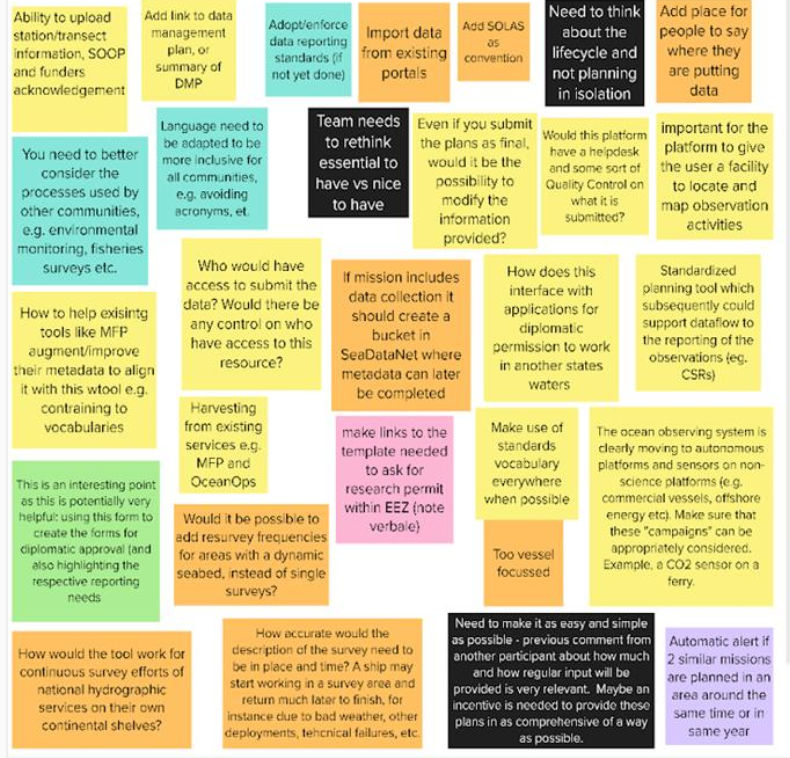 Ability to upload
station/transect
information, SOOP
and funders
acknowledgement
Add link to data
management
plan, or
summary of
DMP
Adopt/enforce
data reporting
standards (if
not yet done)
Import data
from existing
portals
Add SOLAS
as
convention
Need to think
about the
lifecycle and
not planning
in isolation
Add place for
people to say
where they
are putting
data
You need to better
consider the
processes used by
other communities,
e.g. environmental
monitoring, fisheries
surveys etc.
Language need to
be adapted to be
more inclusive for
all communities,
e.g. avoiding
acronyms, et.
Team needs
to rethink
essential to
have vs nice
to have
Even if you submit
the plans as final,
would it be the
possibility to
modify the
information
provided?
Would this platform
have a helpdesk
and some sort of
Quality Control on
what it is
submitted?
important for the
platform to give
the user a facility
to locate and
map observation
activities
How to help exisintg
tools like MFP
augment/improve
their metadata to align
it with this wtool e.g.
contraining to
vocabularies
Who would have
access to submit the
data? Would there be
any control on who
have access to this
resource?
If mission includes
data collection it
should create a
bucket in
SeaDataNet where
metadata can later
be completed
How does this
interface with
applications for
diplomatic
permission to work
in another states
waters
Standardized
planning tool which
subsequently could
support dataflow to
the reporting of the
observations (eg.
CSRs)
Harvesting
from existing
services e.g.
MFP and
OceanOps
make links to the
template needed
to ask for
research permit
within EEZ (note
verbale)
Make use of
standards
vocabulary
everywhere
when possible
The ocean observing system is
clearly moving to autonomous
platforms and sensors on non-
science platforms (e.g.
commercial vessels, offshore
energy etc). Make sure that
these "campaigns" can be
appropriately considered.
Example, a CO2 sensor on a
ferry.
This is an interesting point
as this is potentially very
helpful: using this form to
create the forms for
diplomatic approval (and
also highlighting the
respective reporting
needs
Would it be possible to
add resurvey frequencies
for areas with a dynamic
seabed, instead of single
surveys?
Too vessel
focussed
How would the tool work for
continuous survey efforts of
national hydrographic
services on their own
continental shelves?
How accurate would the
description of the survey need to
be in place and time? A ship may
start working in a survey area and
return much later to finish, for
instance due to bad weather, other
deployments, tehcnical failures, etc.
Need to make it as easy and simple
as possible - previous comment from
another participant about how much
and how regular input will be
provided is very relevant. Maybe an
incentive is needed to provide these
plans in as comprehensive of a way
as possible.
Automatic alert if
2 similar missions
are planned in an
area around the
same time or in
same year